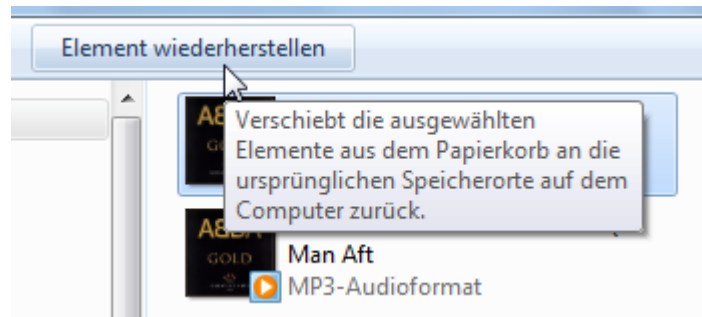 Element wiederherstellen
Verschiebt die ausgewählten
Elemente aus dem Papierkorb an die
ursprünglichen Speicherorte auf dem
Computer zurück.
GOLD
Man Aft
MP3-Audioformat